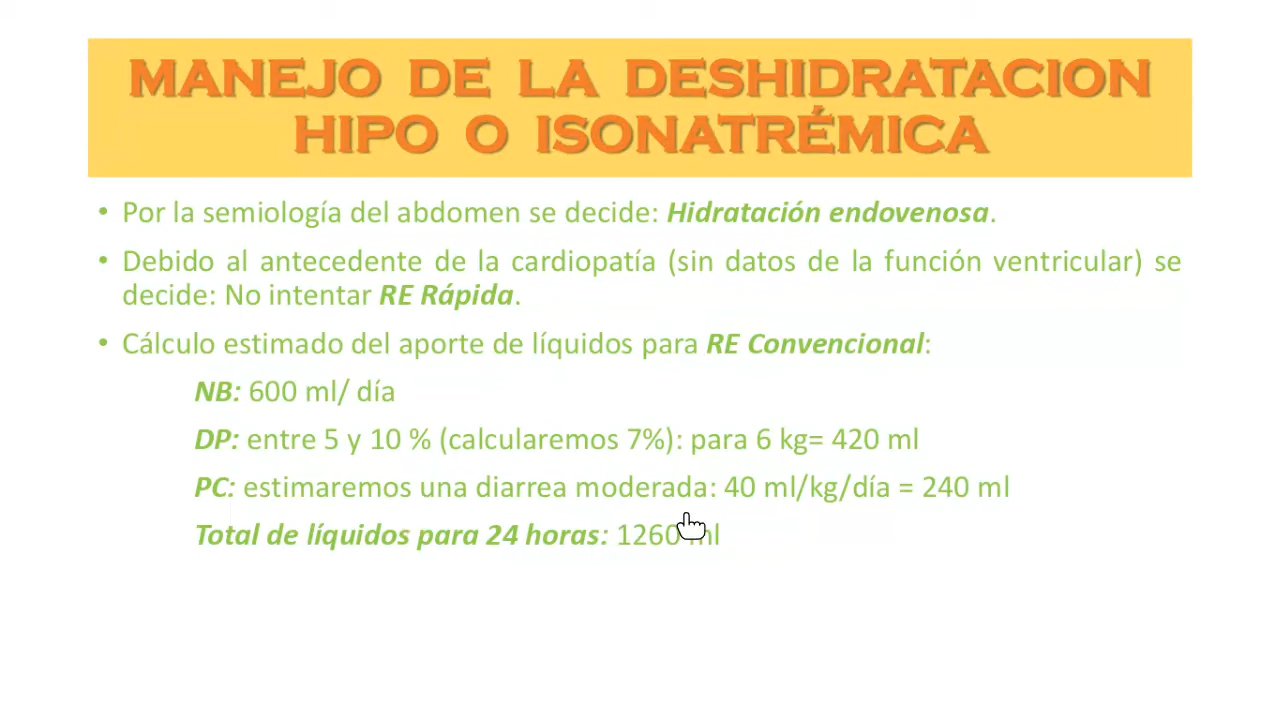 MANEJO DE LA DESHIDRATACION
HIPO O ISONATRÉMICA
• Por la semiología del abdomen se decide: Hidratación endovenosa.
• Debido al antecedente de la cardiopatía (sin datos de la función ventricular) se
decide: No intentar RE Rápida.
• Cálculo estimado del aporte de líquidos para RE Convencional:
NB: 600 ml/ día
DP: entre 5 y 10 % (calcularemos 7%): para 6 kg= 420 ml
PC: estimaremos una diarrea moderada: 40 ml/kg/día = 240 ml
Total de líquidos para 24 horas: 1260 ml